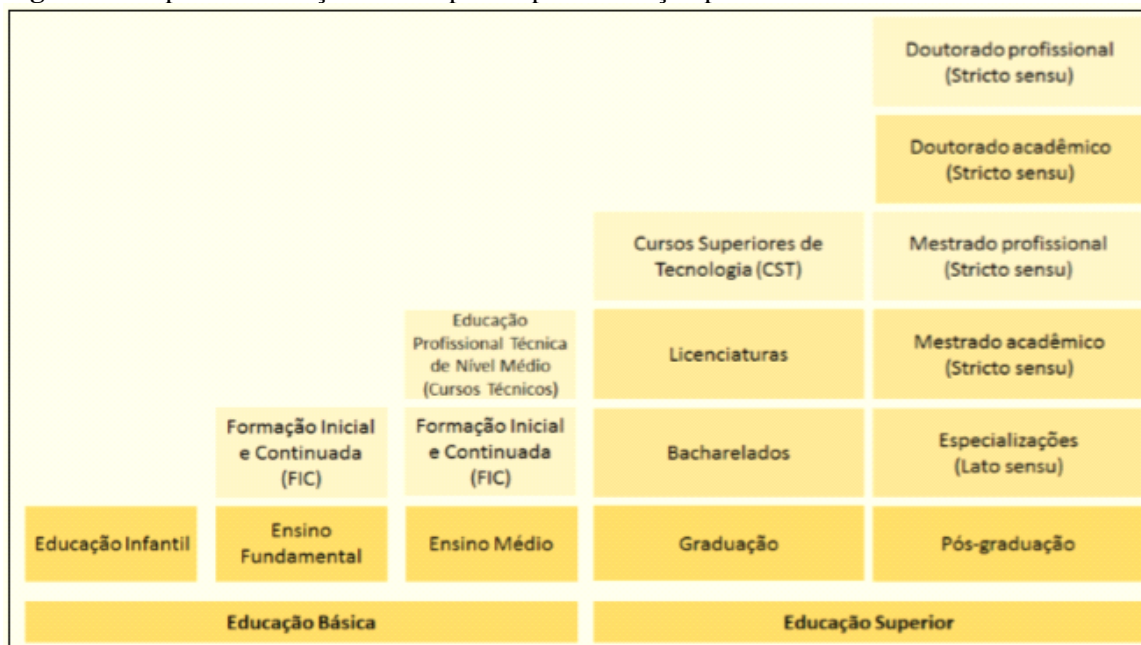 Doutorado profissional
(Stricto sensu)
Doutorado acadêmico
(Stricto sensu)
Cursos Superiores de
Tecnologia (CST)
Mestrado profissional
(Stricto sensu)
Educação
Profissional Técnica
de Nível Médio
(Cursos Técnicos)
Licenciaturas
Mestrado acadêmico
(Stricto sensu)
Formação Inicial
e Continuada
(FIC)
Formação Inicial
e Continuada
(FIC)
Bacharelados
Especializações
(Lato sensu)
Educação Infantil
Ensino
Fundamental
Ensino Médio
Graduação
Pós-graduação
Educação Básica
Educação Superior